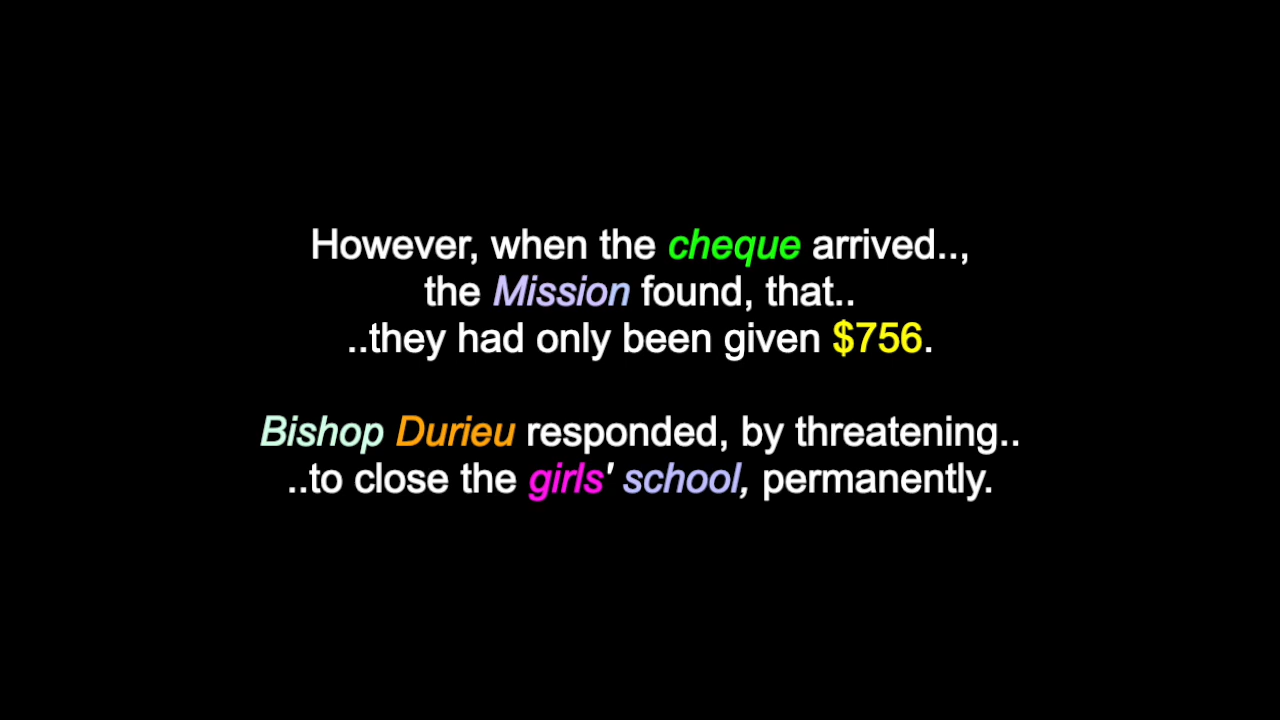 However, when the cheque arrived..,
the Mission found, that..
..they had only been given $756.
Bishop Durieu responded, by threatening..
..to close the girls' school, permanently.